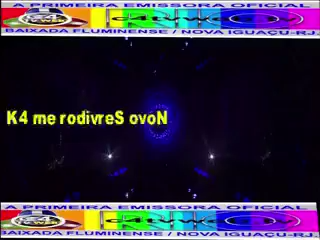 A PRIMEIRA EMISSORA OFICIAL
BAIXADA FLUMINENSE / NOVA IGUAÇU-RJ.
K4 me rodivreS ovoN
A PRIMEIRA EMISSORA OFICIAL
BAIXADA FLUMINENSE / NOVA IGUAÇU-RJ.